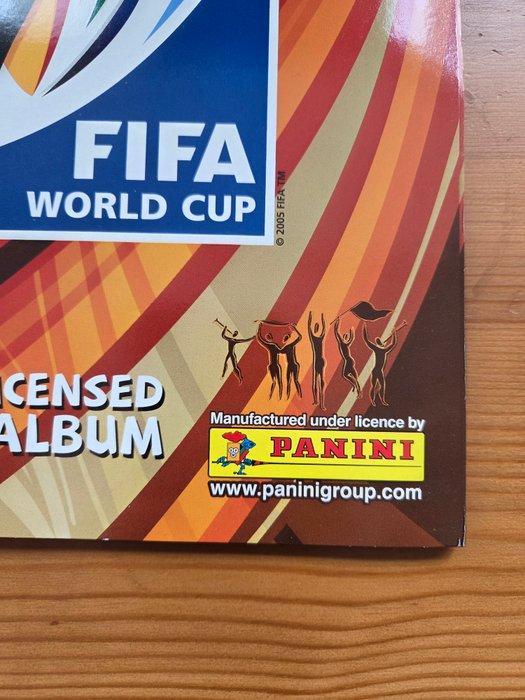 FIFA
WORLD CUP
© 2005 FIFA TM
ICENSED
ALBUM
Manufactured under licence by
PANINI
www.paninigroup.com